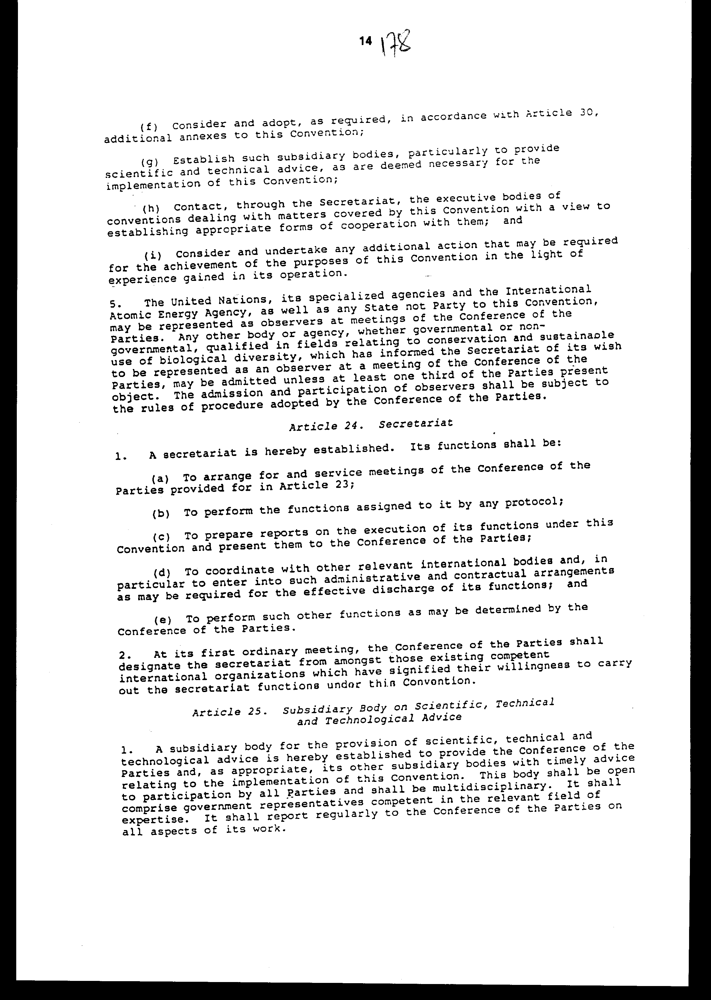 14 178
(f) Consider and adopt, as required, in accordance with Article 30,
additional annexes to this Convention;
(g) Establish such subsidiary bodies, particularly to provide
scientific and technical advice, as are deemed necessary for the
implementation of this Convention;
(h) Contact, through the Secretariat, the executive bodies of
conventions dealing with matters covered by this Convention with a view to
establishing appropriate forms of cooperation with them; and
(i) Consider and undertake any additional action that may be required
for the achievement of the purposes of this Convention in the light of
experience gained in its operation.
5. The United Nations, its specialized agencies and the International
Atomic Energy Agency, as well as any State not Party to this Convention,
may be represented as observers at meetings of the Conference of the
Parties. Any other body or agency, whether governmental or non-
governmental, qualified in fields relating to conservation and sustainable
use of biological diversity, which has informed the Secretariat of its wish
to be represented as an observer at a meeting of the Conference of the
Parties, may be admitted unless at least one third of the Parties present
object. The admission and participation of observers shall be subject to
the rules of procedure adopted by the Conference of the Parties.
Article 24. Secretariat
1. A secretariat is hereby established. Its functions shall be:
(a) To arrange for and service meetings of the Conference of the
Parties provided for in Article 23;
(b) To perform the functions assigned to it by any protocol;
(c) To prepare reports on the execution of its functions under this
Convention and present them to the Conference of the Parties;
(d) To coordinate with other relevant international bodies and, in
particular to enter into such administrative and contractual arrangements
as may be required for the effective discharge of its functions; and
(e) To perform such other functions as may be determined by the
Conference of the Parties.
2. At its first ordinary meeting, the Conference of the Parties shall
designate the secretariat from amongst those existing competent
international organizations which have signified their willingness to carry
out the secretariat functions under this Convention.
Article 25. Subsidiary Body on Scientific, Technical
and Technological Advice
1. A subsidiary body for the provision of scientific, technical and
technological advice is hereby established to provide the Conference of the
Parties and, as appropriate, its other subsidiary bodies with timely advice
relating to the implementation of this Convention. This body shall be open
to participation by all Parties and shall be multidisciplinary. It shall
comprise government representatives competent in the relevant field of
expertise. It shall report regularly to the Conference of the Parties on
all aspects of its work.